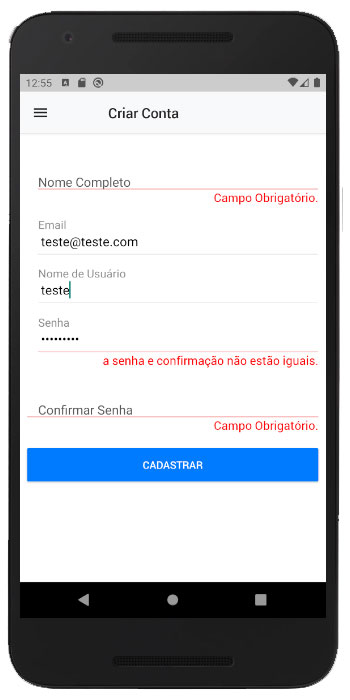 12:55
Criar Conta
Nome Completo
Campo Obrigatório.
Email
teste@teste.com
Nome de Usuário
teste
Senha
•••••••••
a senha e confirmação não estão iguais.
Confirmar Senha
Campo Obrigatório.
CADASTRAR